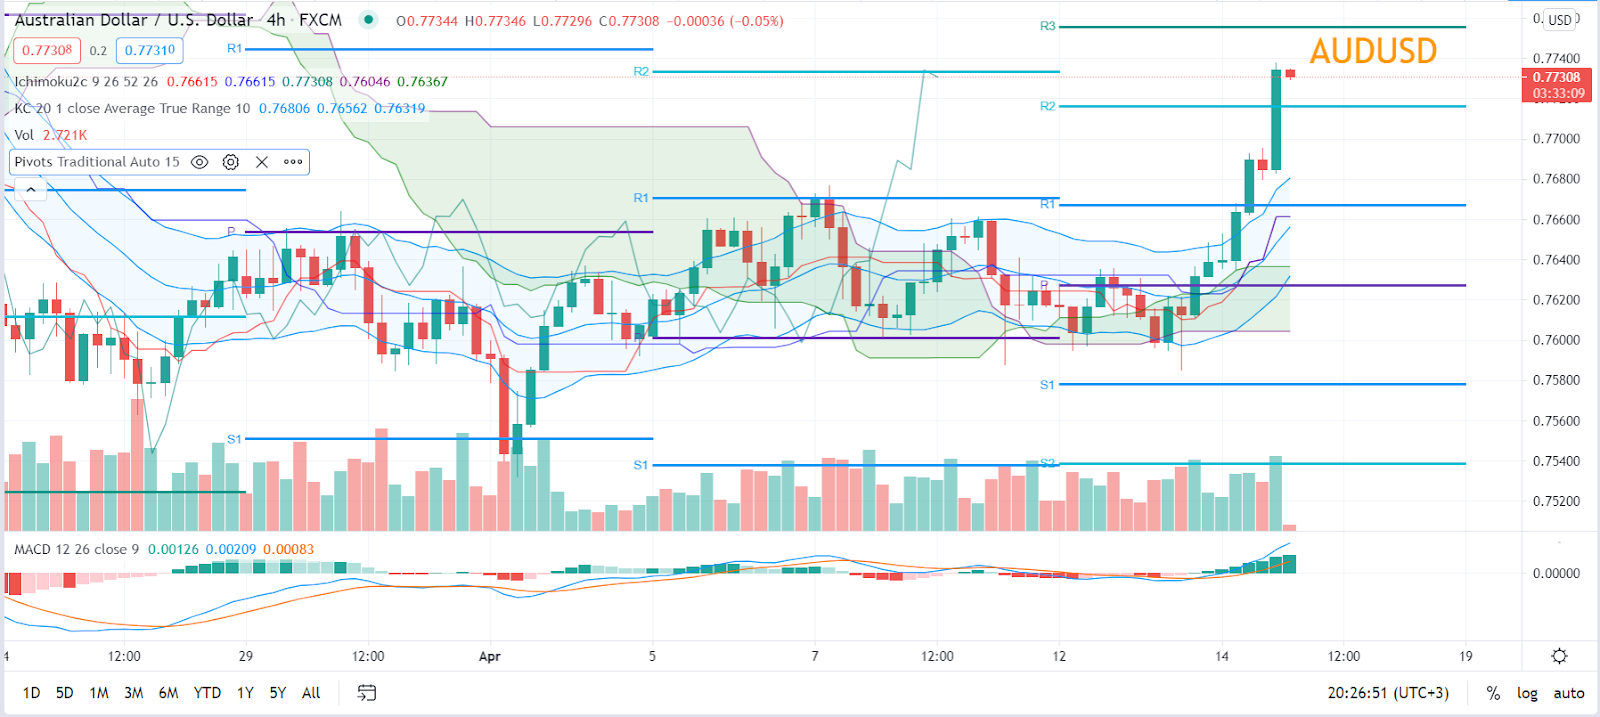 Australian Dollar / U.S. Dollar · 4h · FXCM O0.77344 H0.77346 L0.77296 C0.77308 −0.00036 (−0.05%)
USD
R3
AUDUSD
0.77308 0.2 0.77310
R1
0.77400
R2
Ichimoku2c 9 26 52 26 0.76615 0.76615 0.77308 0.76046 0.76367
0.77308
03:33:09
KC 20 1 close Average True Range 10 0.76806 0.76562 0.76319
R2
Vol 2.721K
0.77000
Pivots Traditional Auto 15
0.76800
R1
R1
0.76600
P
0.76400
P
0.76200
0.76000
0.75800
S1
0.75600
S1
0.75400
S1
S2
0.75200
MACD 12 26 close 9 0.00126 0.00209 0.00083
0.00000
4 12:00 29 12:00 Apr 5 7 12:00 12 14 12:00 19
1D 5D 1M 3M 6M YTD 1Y 5Y All 20:26:51 (UTC+3) % log auto